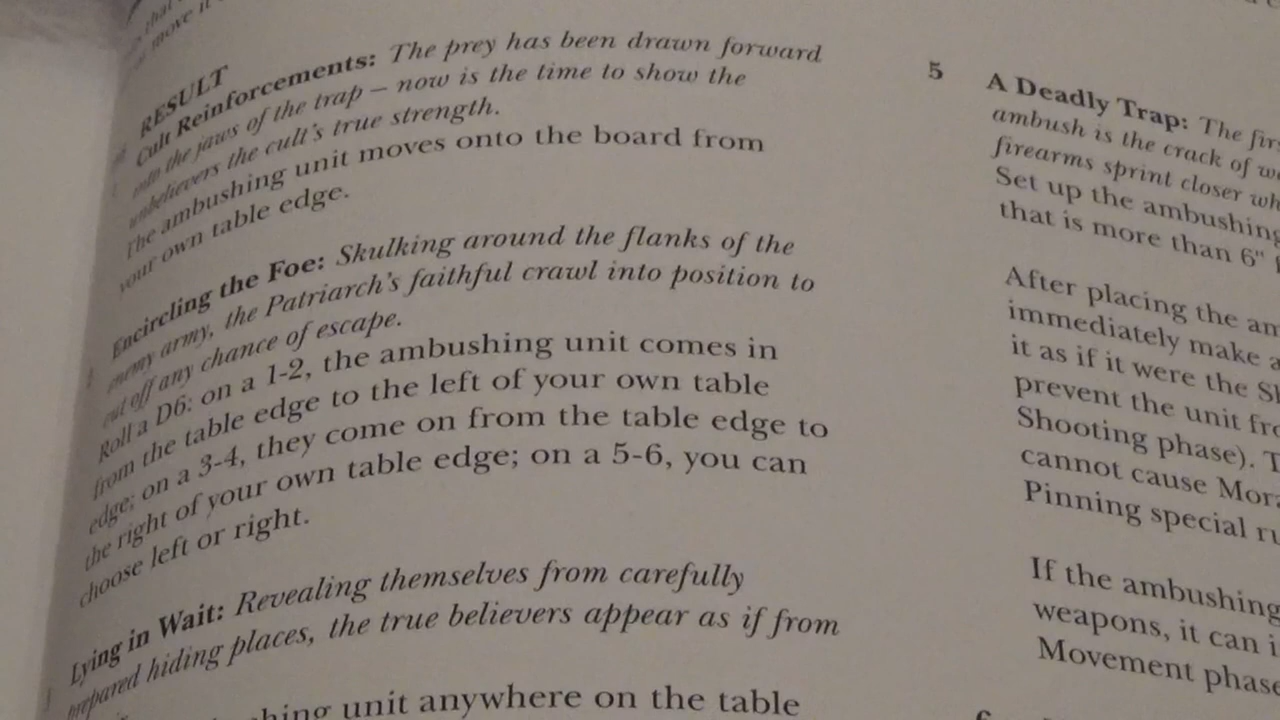 move it
RESULT
Cult Reinforcements: The prey has been drawn forward
into the jaws of the trap – now is the time to show the
unbelievers the cult's true strength.
The ambushing unit moves onto the board from
your own table edge.
Encircling the Foe: Skulking around the flanks of the
enemy army, the Patriarch's faithful crawl into position to
cut off any chance of escape.
Roll a D6: on a 1-2, the ambushing unit comes in
from the table edge to the left of your own table
edge; on a 3-4, they come on from the table edge to
the right of your own table edge; on a 5-6, you can
choose left or right.
Lying in Wait: Revealing themselves from carefully
prepared hiding places, the true believers appear as if from
unit anywhere on the table
5
A Deadly Trap: The
ambush is the crack of
firearms sprint closer
Set up the ambushing
that is more than 6"
After placing the
immediately make a
it as if it were the
prevent the unit
Shooting phase).
cannot cause
Pinning special
If the ambushing
weapons, it can
Movement phase